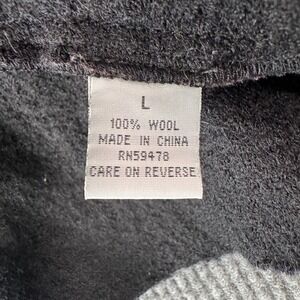 L
100% WOOL
MADE IN CHINA
RN59478
CARE ON REVERSE